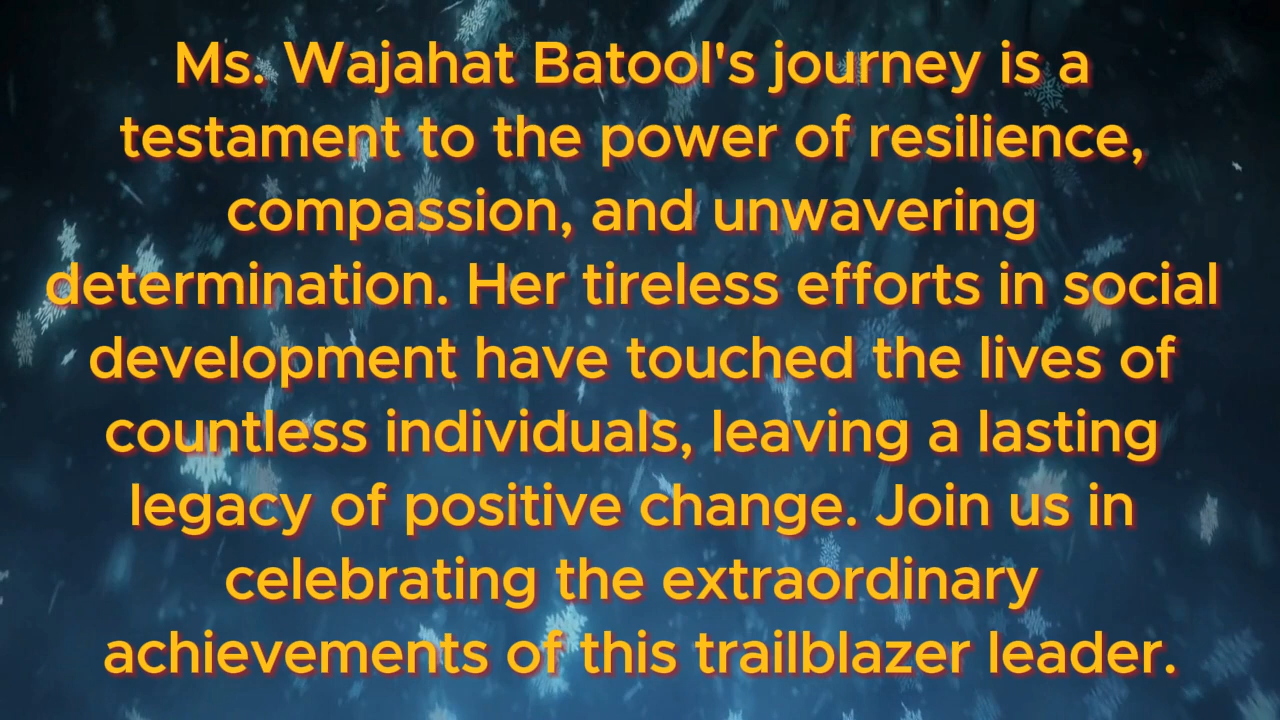 Ms. Wajahat Batool's journey is a
testament to the power of resilience,
compassion, and unwavering
determination. Her tireless efforts in social
development have touched the lives of
countless individuals, leaving a lasting
legacy of positive change. Join us in
celebrating the extraordinary
achievements of this trailblazer leader.